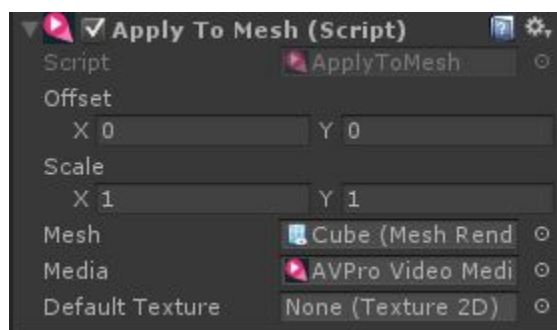 Apply To Mesh (Script)
Script ApplyToMesh
Offset
X 0 Y 0
Scale
X 1 Y 1
Mesh Cube (Mesh Rend
Media AVPro Video Medi
Default Texture None (Texture 2D)